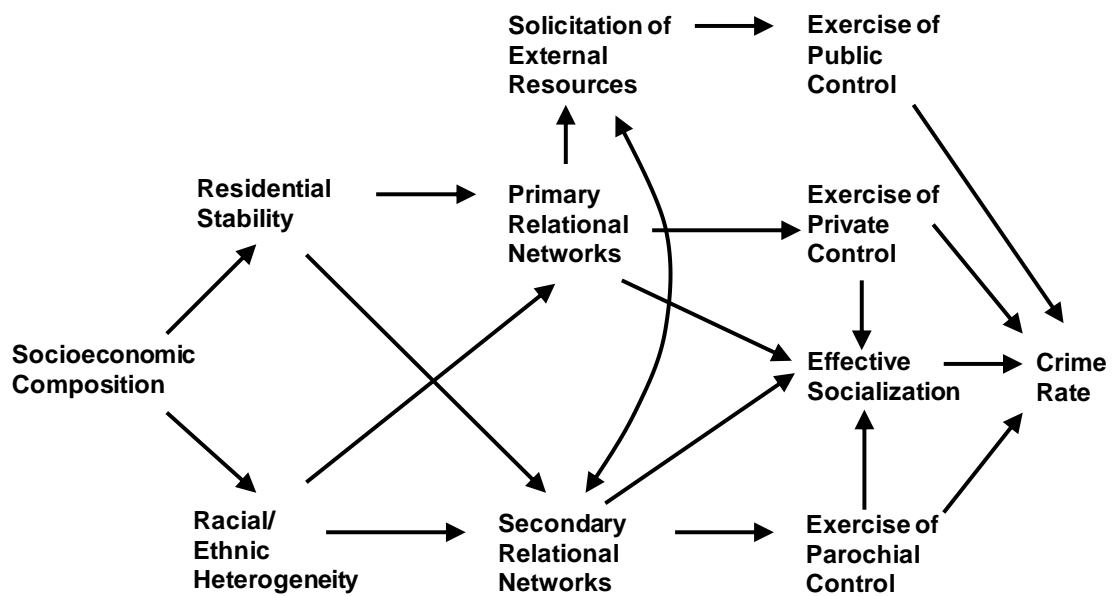 Solicitation of
External
Resources
Exercise of
Public
Control
Residential
Stability
Primary
Relational
Networks
Exercise of
Private
Control
Socioeconomic
Composition
Effective
Socialization
Crime
Rate
Racial/
Ethnic
Heterogeneity
Secondary
Relational
Networks
Exercise of
Parochial
Control